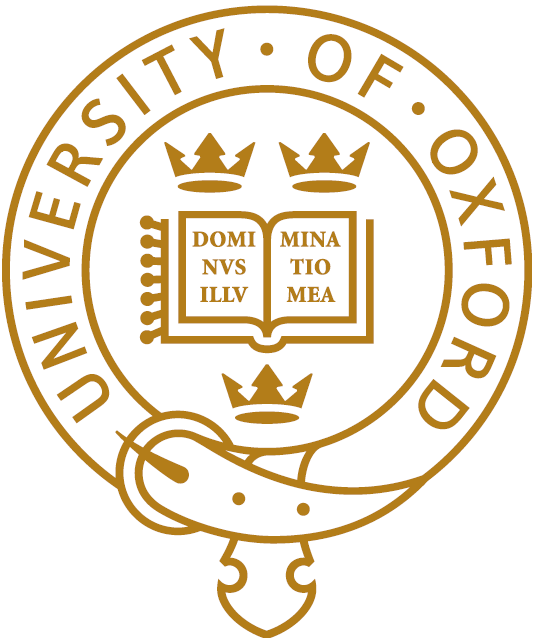 UNIVERSITY · OF · OXFORD
DOMI MINA
NVS TIO
ILLV MEA